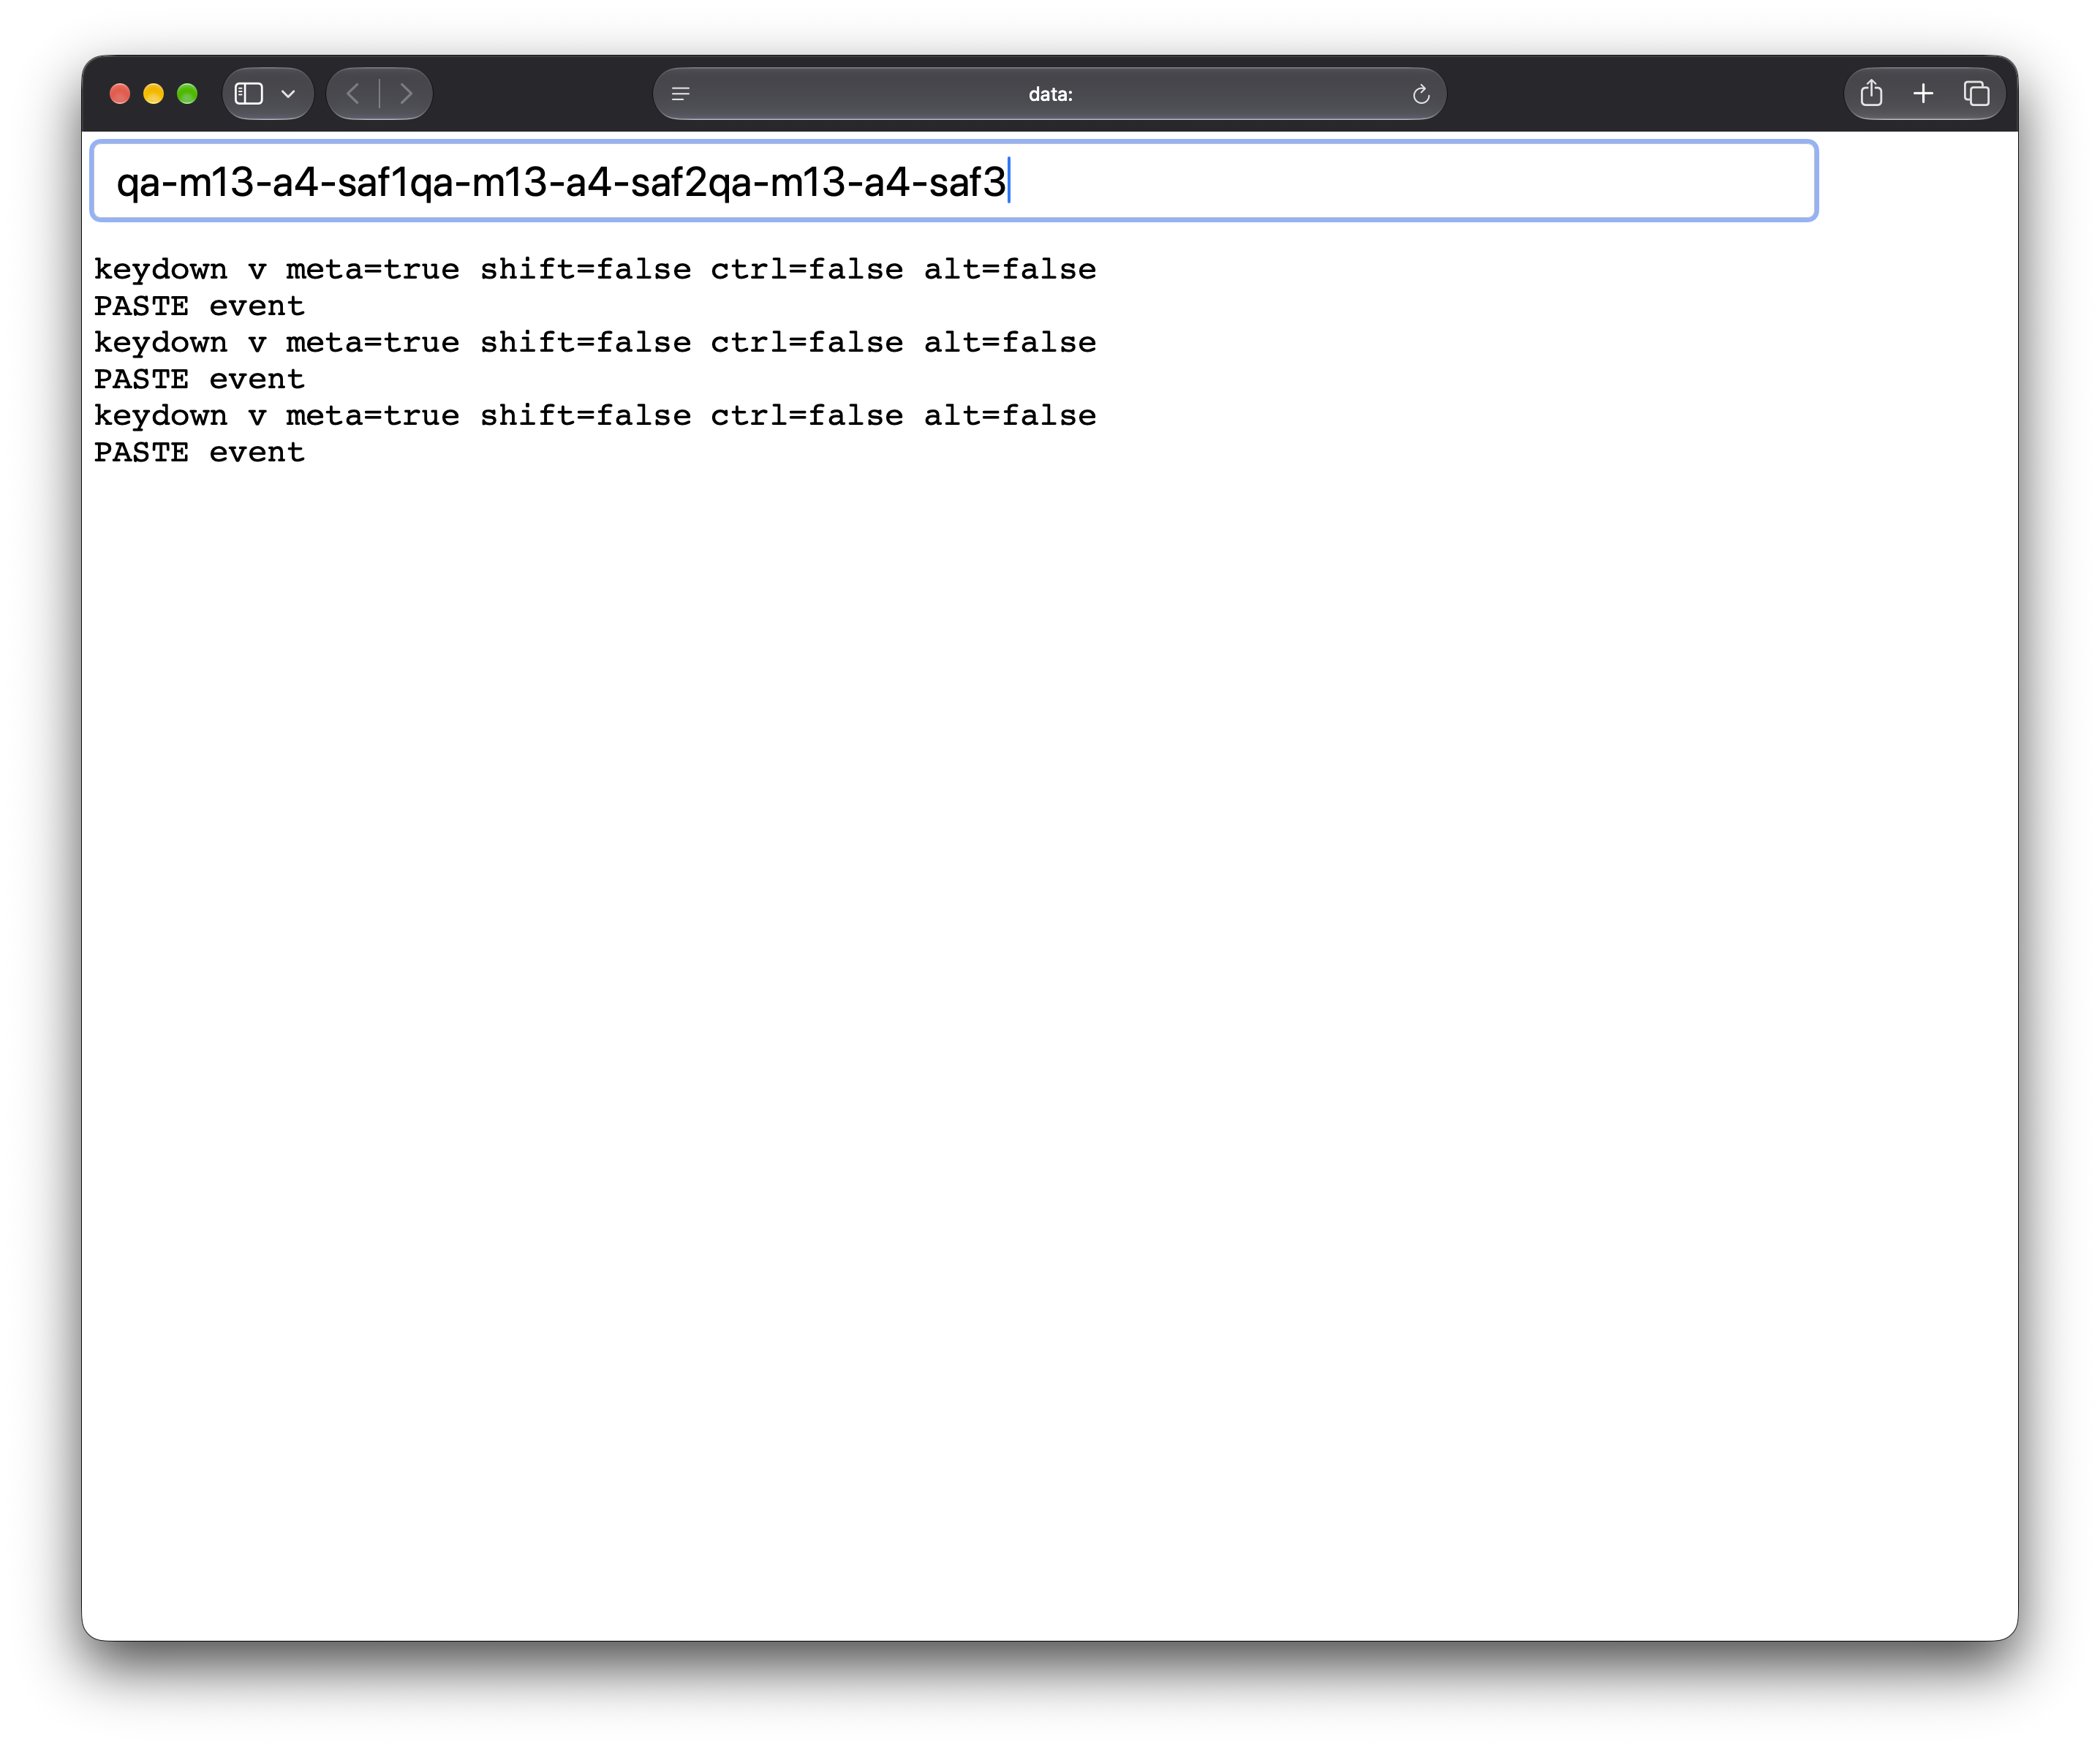 data:
qa-m13-a4-saf1qa-m13-a4-saf2qa-m13-a4-saf3
keydown v meta=true shift=false ctrl=false alt=false
PASTE event
keydown v meta=true shift=false ctrl=false alt=false
PASTE event
keydown v meta=true shift=false ctrl=false alt=false
PASTE event